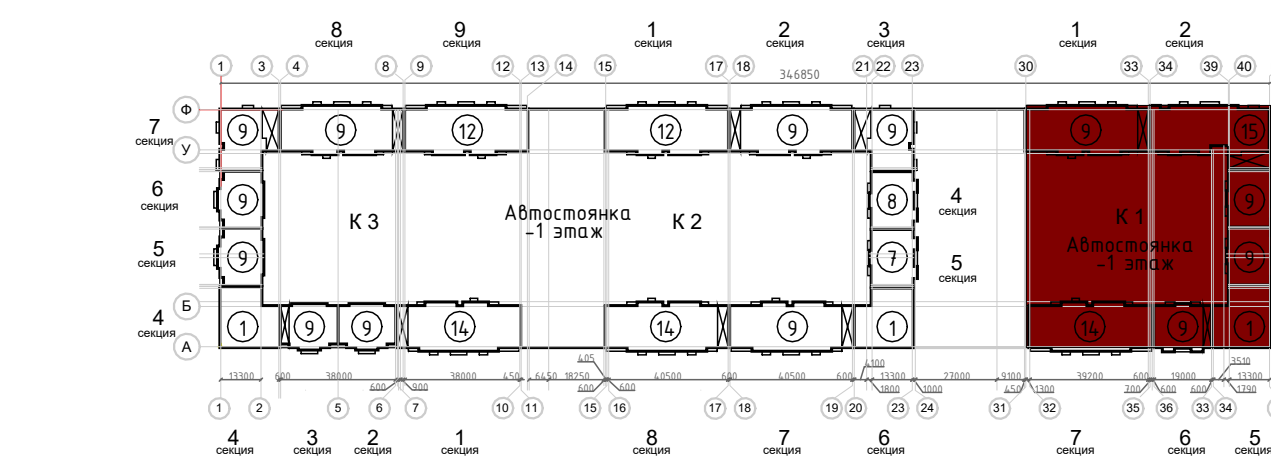 8 секция
9 секция
1 секция
2 секция
3 секция
1 секция
2 секция
1 3 4 8 9 12 13 14 15 17 18 21 22 23 30 33 34 39 40
346850
Ф
7 секция
9 9 12 12 9 9 9 15
У
6 секция
9 8 9
4 секция
К 3
Автостоянка
-1 этаж
К 2
К 1
Автостоянка
-1 этаж
5 секция
9 7 9
5 секция
Б
4 секция
1 9 9 14 14 9 1 14 9 1
А
405 4100 3510
13300 600 38000 38000 450 6450 18250 40500 600 40500 600 13300 27000 9100 39200 600 19000 13300
600 900 600 600 1800 1000 450 1300 700 600 600 1790
1 2 5 6 7 10 11 15 16 17 18 19 20 23 24 31 32 35 36 33 34
4 секция
3 секция
2 секция
1 секция
8 секция
7 секция
6 секция
7 секция
6 секция
5 секция